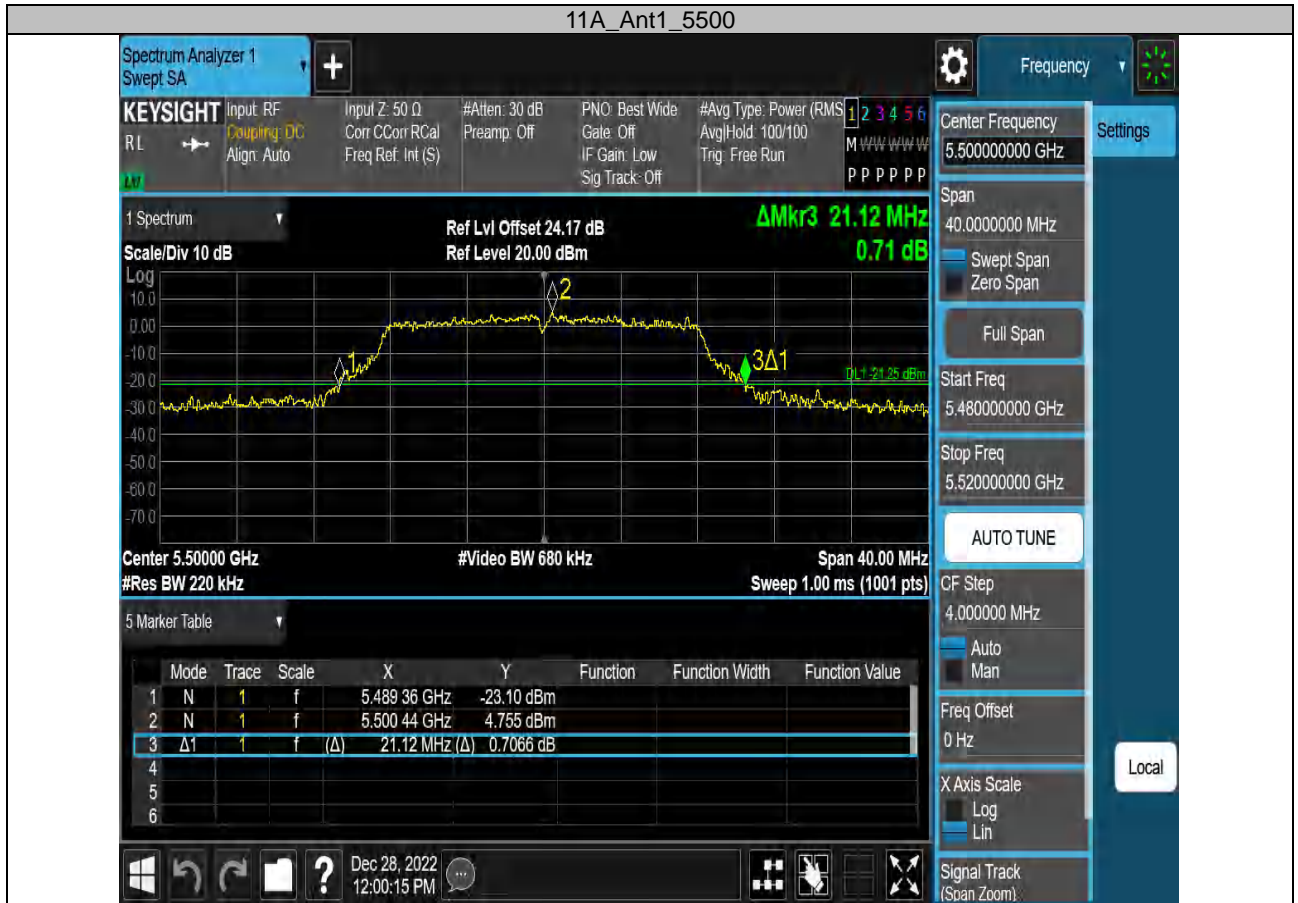 11A_Ant1_5500
Spectrum Analyzer 1
Swept SA
Frequency
KEYSIGHT
RL
Input: RF
Coupling: DC
Align: Auto
Input Z: 50 Ω
Corr CCorr RCal
Freq Ref: Int (S)
#Atten: 30 dB
Preamp: Off
PNO: Best Wide
Gate: Off
IF Gain: Low
Sig Track: Off
#Avg Type: Power (RMS
Avg|Hold: 100/100
Trig: Free Run
1 2 3 4 5 6
M W W W W W
P P P P P P
1 Spectrum
Scale/Div 10 dB
Ref Lvl Offset 24.17 dB
Ref Level 20.00 dBm
ΔMkr3 21.12 MHz
0.71 dB
Log
10.0
0.00
-10.0
-20.0
-30.0
-40.0
-50.0
-60.0
-70.0
1
2
3Δ1
DL1 -21.25 dBm
Center 5.50000 GHz
#Res BW 220 kHz
#Video BW 680 kHz
Span 40.00 MHz
Sweep 1.00 ms (1001 pts)
5 Marker Table
Mode Trace Scale X Y Function Function Width Function Value
1 N 1 f 5.489 36 GHz -23.10 dBm
2 N 1 f 5.500 44 GHz 4.755 dBm
3 Δ1 1 f (Δ) 21.12 MHz (Δ) 0.7066 dB
4
5
6
Dec 28, 2022
12:00:15 PM
Center Frequency
5.500000000 GHz
Settings
Span
40.0000000 MHz
Swept Span
Zero Span
Full Span
Start Freq
5.480000000 GHz
Stop Freq
5.520000000 GHz
AUTO TUNE
CF Step
4.000000 MHz
Auto
Man
Freq Offset
0 Hz
X Axis Scale
Log
Lin
Local
Signal Track
(Span Zoom)